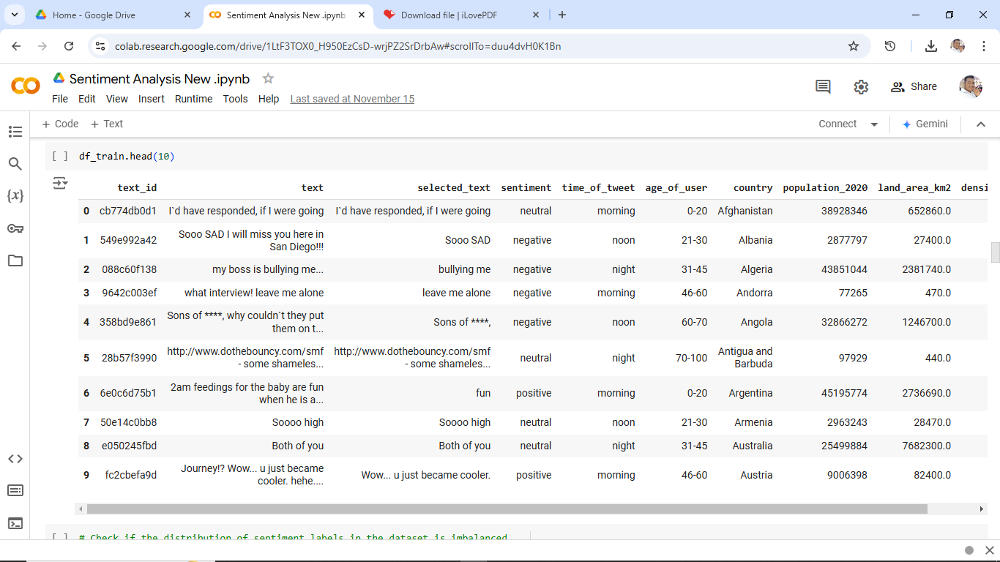 Home - Google Drive
Sentiment Analysis New .ipynb
Download file | iLovePDF
colab.research.google.com/drive/1LtF3TOX0_H950EzCsD-wrjPZ2SrDrbAw#scrollTo=duu4dvH0K1Bn
Sentiment Analysis New .ipynb
File Edit View Insert Runtime Tools Help Last saved at November 15
Share
+ Code + Text
Connect
Gemini
[ ] df_train.head(10)
text_id text selected_text sentiment time_of_tweet age_of_user country population_2020 land_area_km2 densi
0 cb774db0d1 I`d have responded, if I were going I`d have responded, if I were going neutral morning 0-20 Afghanistan 38928346 652860.0
1 549e992a42 Sooo SAD I will miss you here in
San Diego!!! Sooo SAD negative noon 21-30 Albania 2877797 27400.0
2 088c60f138 my boss is bullying me... bullying me negative night 31-45 Algeria 43851044 2381740.0
3 9642c003ef what interview! leave me alone leave me alone negative morning 46-60 Andorra 77265 470.0
4 358bd9e861 Sons of ****, why couldn`t they put
them on t... Sons of ****, negative noon 60-70 Angola 32866272 1246700.0
5 28b57f3990 http://www.dothebouncy.com/smf
- some shameles... http://www.dothebouncy.com/smf
- some shameles... neutral night 70-100 Antigua and
Barbuda 97929 440.0
6 6e0c6d75b1 2am feedings for the baby are fun
when he is a... fun positive morning 0-20 Argentina 45195774 2736690.0
7 50e14c0bb8 Soooo high Soooo high neutral noon 21-30 Armenia 2963243 28470.0
8 e050245fbd Both of you Both of you neutral night 31-45 Australia 25499884 7682300.0
9 fc2cbefa9d Journey!? Wow... u just became
cooler. hehe.... Wow... u just became cooler. positive morning 46-60 Austria 9006398 82400.0
[ ] # Check if the distribution of sentiment labels in the dataset is imbalanced